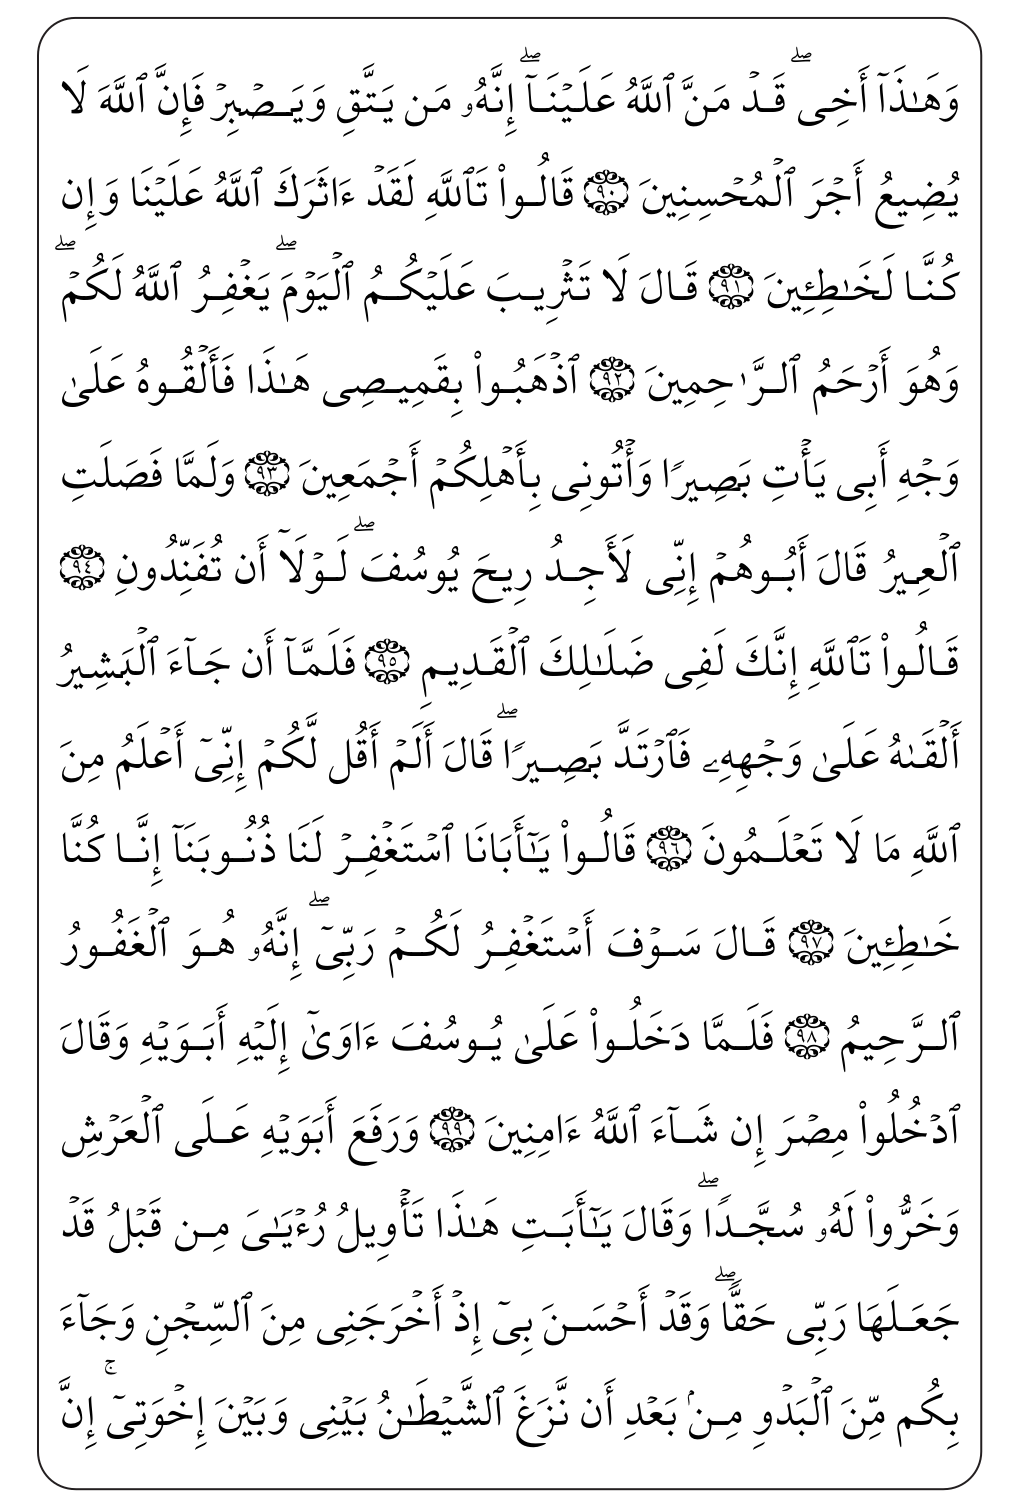 وَهَـٰذَآ أَخِى ۖ قَدْ مَنَّ ٱللَّهُ عَلَيْنَآ ۖ إِنَّهُۥ مَن يَتَّقِ وَيَصْبِرْ فَإِنَّ ٱللَّهَ لَا
يُضِيعُ أَجْرَ ٱلْمُحْسِنِينَ ٩٠ قَالُوا۟ تَٱللَّهِ لَقَدْ ءَاثَرَكَ ٱللَّهُ عَلَيْنَا وَإِن
كُنَّا لَخَـٰطِـِٔينَ ٩١ قَالَ لَا تَثْرِيبَ عَلَيْكُمُ ٱلْيَوْمَ ۖ يَغْفِرُ ٱللَّهُ لَكُمْ ۖ
وَهُوَ أَرْحَمُ ٱلرَّٰحِمِينَ ٩٢ ٱذْهَبُوا۟ بِقَمِيصِى هَـٰذَا فَأَلْقُوهُ عَلَىٰ
وَجْهِ أَبِى يَأْتِ بَصِيرًا وَأْتُونِى بِأَهْلِكُمْ أَجْمَعِينَ ٩٣ وَلَمَّا فَصَلَتِ
ٱلْعِيرُ قَالَ أَبُوهُمْ إِنِّى لَأَجِدُ رِيحَ يُوسُفَ ۖ لَوْلَآ أَن تُفَنِّدُونِ ٩٤
قَالُوا۟ تَٱللَّهِ إِنَّكَ لَفِى ضَلَـٰلِكَ ٱلْقَدِيمِ ٩٥ فَلَمَّآ أَن جَآءَ ٱلْبَشِيرُ
أَلْقَىٰهُ عَلَىٰ وَجْهِهِۦ فَٱرْتَدَّ بَصِيرًا ۖ قَالَ أَلَمْ أَقُل لَّكُمْ إِنِّىٓ أَعْلَمُ مِنَ
ٱللَّهِ مَا لَا تَعْلَمُونَ ٩٦ قَالُوا۟ يَـٰٓأَبَانَا ٱسْتَغْفِرْ لَنَا ذُنُوبَنَآ إِنَّا كُنَّا
خَـٰطِـِٔينَ ٩٧ قَالَ سَوْفَ أَسْتَغْفِرُ لَكُمْ رَبِّىٓ ۖ إِنَّهُۥ هُوَ ٱلْغَفُورُ
ٱلرَّحِيمُ ٩٨ فَلَمَّا دَخَلُوا۟ عَلَىٰ يُوسُفَ ءَاوَىٰٓ إِلَيْهِ أَبَوَيْهِ وَقَالَ
ٱدْخُلُوا۟ مِصْرَ إِن شَآءَ ٱللَّهُ ءَامِنِينَ ٩٩ وَرَفَعَ أَبَوَيْهِ عَلَى ٱلْعَرْشِ
وَخَرُّوا۟ لَهُۥ سُجَّدًا ۖ وَقَالَ يَـٰٓأَبَتِ هَـٰذَا تَأْوِيلُ رُءْيَـٰىَ مِن قَبْلُ قَدْ
جَعَلَهَا رَبِّى حَقًّا ۖ وَقَدْ أَحْسَنَ بِىٓ إِذْ أَخْرَجَنِى مِنَ ٱلسِّجْنِ وَجَآءَ
بِكُم مِّنَ ٱلْبَدْوِ مِنۢ بَعْدِ أَن نَّزَغَ ٱلشَّيْطَـٰنُ بَيْنِى وَبَيْنَ إِخْوَتِىٓ ۚ إِنَّ